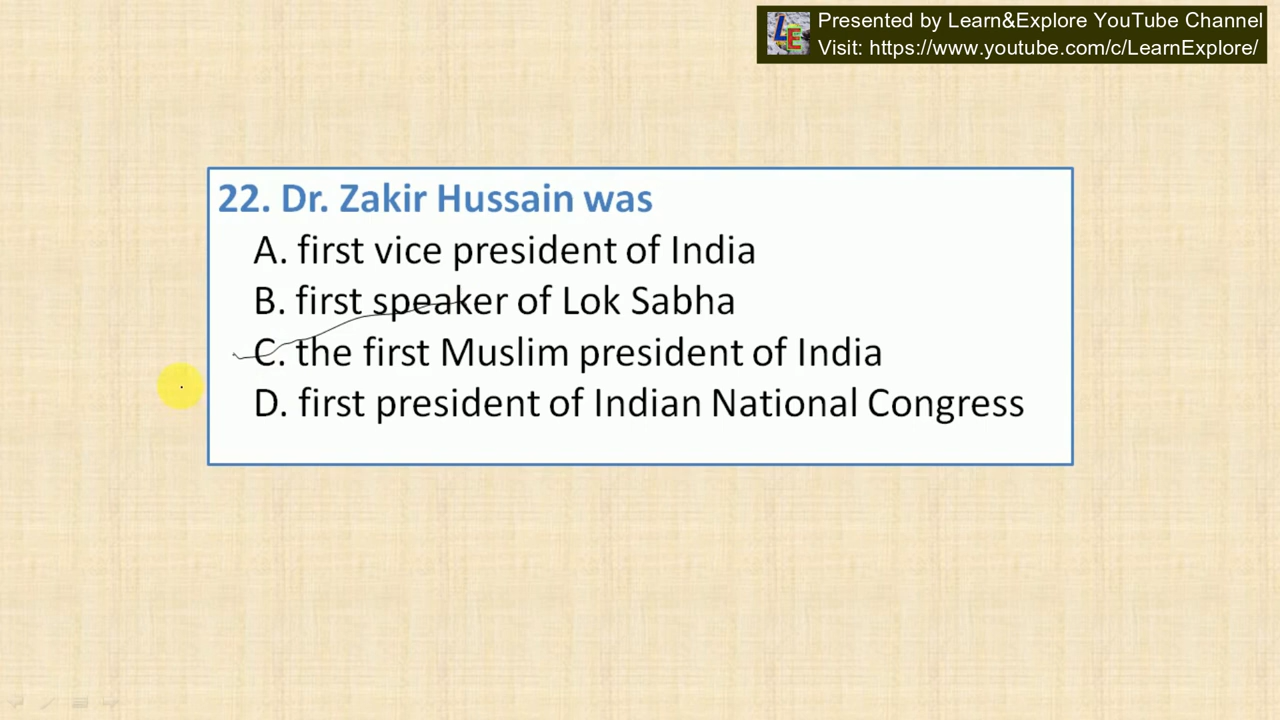 Presented by Learn&Explore YouTube Channel
Visit: https://www.youtube.com/c/LearnExplore/
LE
22. Dr. Zakir Hussain was
A. first vice president of India
B. first speaker of Lok Sabha
C. the first Muslim president of India
D. first president of Indian National Congress